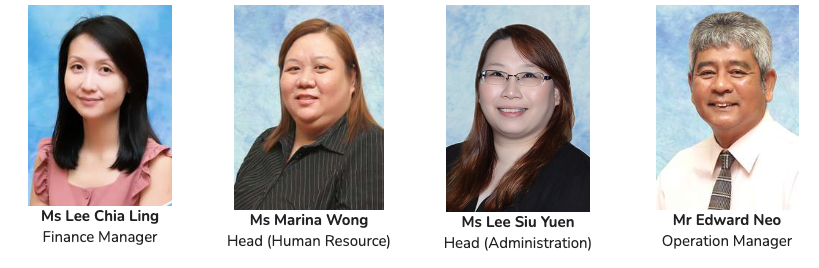 Ms Lee Chia Ling
Finance Manager
Ms Marina Wong
Head (Human Resource)
Ms Lee Siu Yuen
Head (Administration)
Mr Edward Neo
Operation Manager